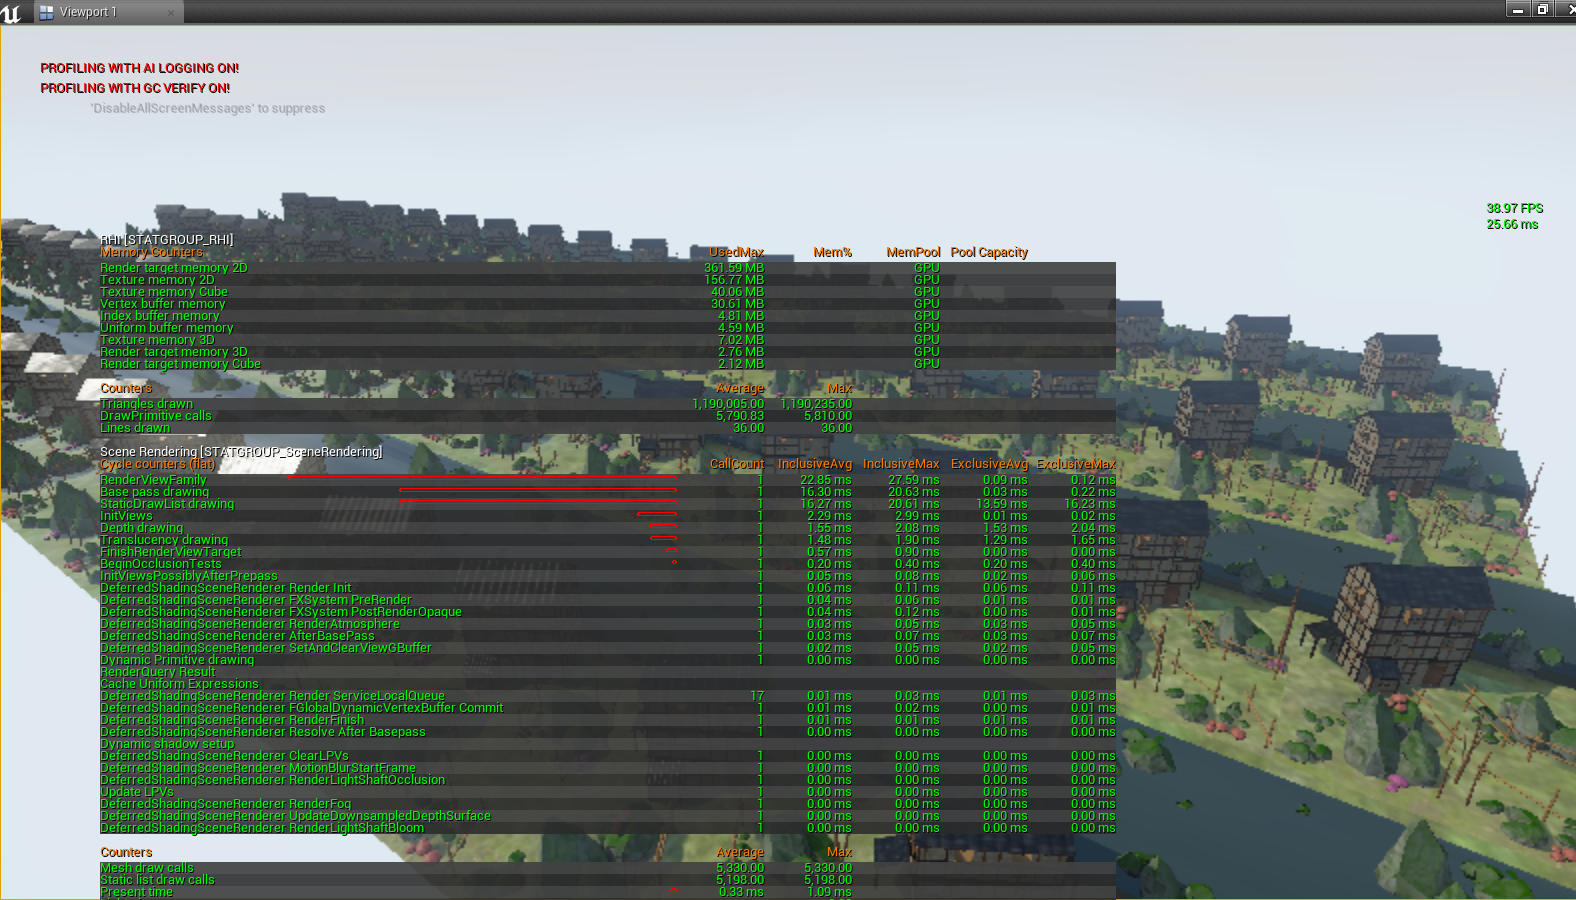 Viewport 1
PROFILING WITH AI LOGGING ON!
PROFILING WITH GC VERIFY ON!
'DisableAllScreenMessages' to suppress
38.97 FPS
25.66 ms
RHI [STATGROUP_RHI]
Memory Counters UsedMax Mem% MemPool Pool Capacity
Render target memory 2D 361.59 MB GPU
Texture memory 2D 156.77 MB GPU
Texture memory Cube 40.06 MB GPU
Vertex buffer memory 30.61 MB GPU
Index buffer memory 4.81 MB GPU
Uniform buffer memory 4.59 MB GPU
Texture memory 3D 7.02 MB GPU
Render target memory 3D 2.76 MB GPU
Render target memory Cube 2.12 MB GPU
Counters Average Max
Triangles drawn 1,190,005.00 1,190,235.00
DrawPrimitive calls 5,790.83 5,810.00
Lines drawn 36.00 36.00
Scene Rendering [STATGROUP_SceneRendering]
Cycle counters (flat) CallCount InclusiveAvg InclusiveMax ExclusiveAvg ExclusiveMax
RenderViewFamily 1 22.85 ms 27.59 ms 0.09 ms 0.12 ms
Base pass drawing 1 16.30 ms 20.63 ms 0.03 ms 0.22 ms
StaticDrawList drawing 1 16.27 ms 20.61 ms 13.59 ms 16.23 ms
InitViews 1 2.29 ms 2.99 ms 0.01 ms 0.02 ms
Depth drawing 1 1.55 ms 2.08 ms 1.53 ms 2.04 ms
Translucency drawing 1 1.48 ms 1.90 ms 1.29 ms 1.65 ms
FinishRenderViewTarget 1 0.57 ms 0.90 ms 0.00 ms 0.00 ms
BeginOcclusionTests 1 0.20 ms 0.40 ms 0.20 ms 0.40 ms
InitViewsPossiblyAfterPrepass 1 0.05 ms 0.08 ms 0.02 ms 0.06 ms
DeferredShadingSceneRenderer Render Init 1 0.06 ms 0.11 ms 0.06 ms 0.11 ms
DeferredShadingSceneRenderer FXSystem PreRender 1 0.04 ms 0.06 ms 0.01 ms 0.01 ms
DeferredShadingSceneRenderer FXSystem PostRenderOpaque 1 0.04 ms 0.12 ms 0.00 ms 0.01 ms
DeferredShadingSceneRenderer RenderAtmosphere 1 0.03 ms 0.05 ms 0.03 ms 0.05 ms
DeferredShadingSceneRenderer AfterBasePass 1 0.03 ms 0.07 ms 0.03 ms 0.07 ms
DeferredShadingSceneRenderer SetAndClearViewGBuffer 1 0.02 ms 0.05 ms 0.02 ms 0.05 ms
Dynamic Primitive drawing 1 0.00 ms 0.00 ms 0.00 ms 0.00 ms
RenderQuery Result
Cache Uniform Expressions
DeferredShadingSceneRenderer Render ServiceLocalQueue 17 0.01 ms 0.03 ms 0.01 ms 0.03 ms
DeferredShadingSceneRenderer FGlobalDynamicVertexBuffer Commit 1 0.01 ms 0.02 ms 0.00 ms 0.01 ms
DeferredShadingSceneRenderer RenderFinish 1 0.01 ms 0.01 ms 0.01 ms 0.01 ms
DeferredShadingSceneRenderer Resolve After Basepass 1 0.00 ms 0.00 ms 0.00 ms 0.00 ms
Dynamic shadow setup
DeferredShadingSceneRenderer ClearLPVs 1 0.00 ms 0.00 ms 0.00 ms 0.00 ms
DeferredShadingSceneRenderer MotionBlurStartFrame 1 0.00 ms 0.00 ms 0.00 ms 0.00 ms
DeferredShadingSceneRenderer RenderLightShaftOcclusion 1 0.00 ms 0.00 ms 0.00 ms 0.00 ms
Update LPVs 1 0.00 ms 0.00 ms 0.00 ms 0.00 ms
DeferredShadingSceneRenderer RenderFog 1 0.00 ms 0.00 ms 0.00 ms 0.00 ms
DeferredShadingSceneRenderer UpdateDownsampledDepthSurface 1 0.00 ms 0.00 ms 0.00 ms 0.00 ms
DeferredShadingSceneRenderer RenderLightShaftBloom 1 0.00 ms 0.00 ms 0.00 ms 0.00 ms
Counters Average Max
Mesh draw calls 5,330.00 5,330.00
Static list draw calls 5,198.00 5,198.00
Present time 0.33 ms 1.09 ms